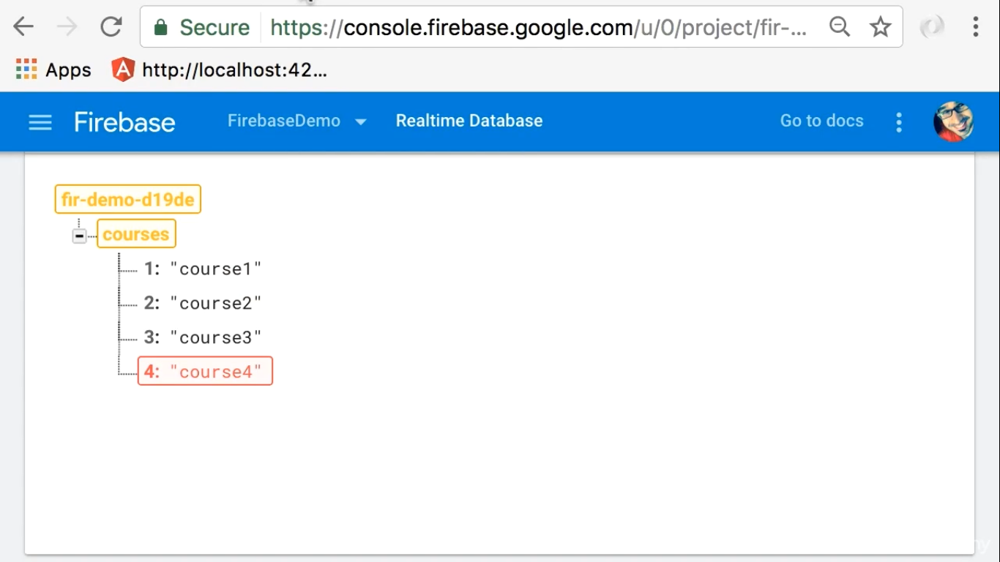 Secure https://console.firebase.google.com/u/0/project/fir-...
Apps http://localhost:42...
Firebase FirebaseDemo Realtime Database Go to docs
fir-demo-d19de
courses
1: "course1"
2: "course2"
3: "course3"
4: "course4"